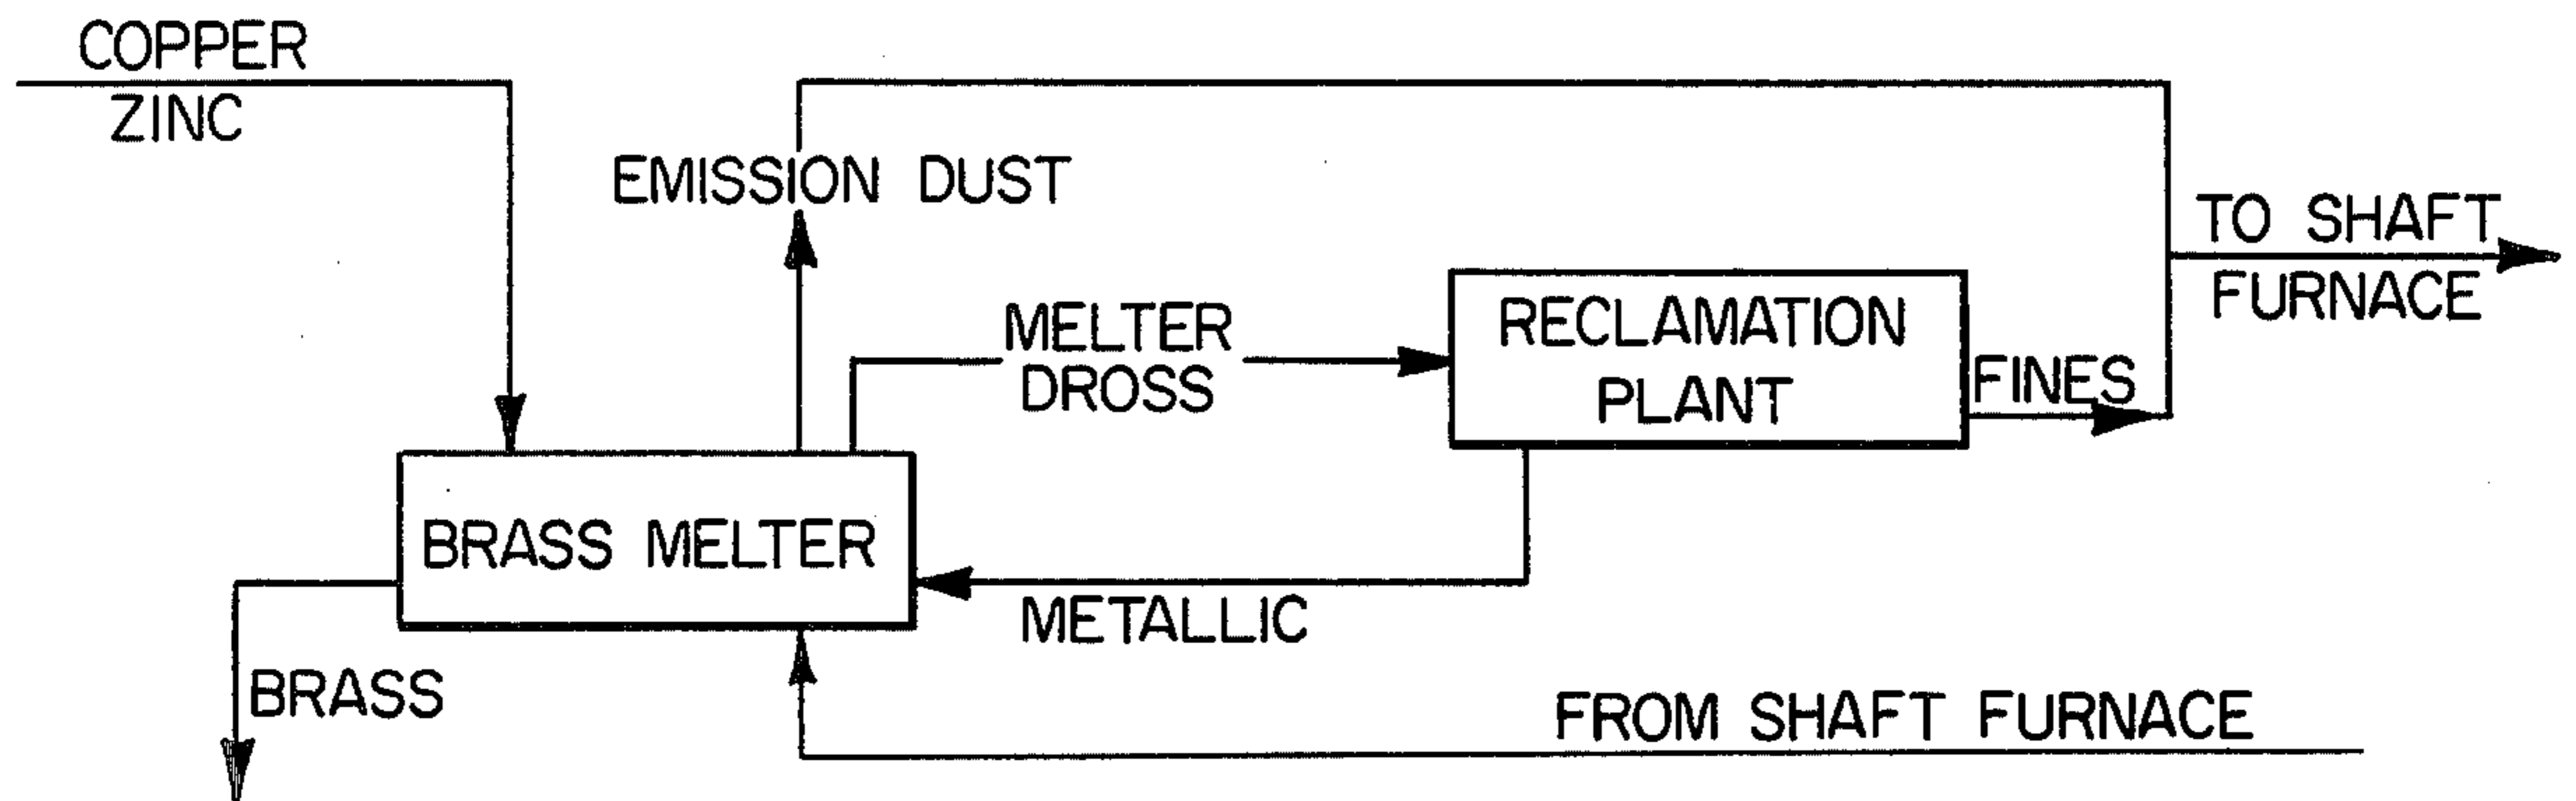 COPPER
ZINC
EMISSION DUST
TO SHAFT
FURNACE
MELTER
DROSS
RECLAMATION
PLANT
FINES
BRASS MELTER
METALLIC
BRASS
FROM SHAFT FURNACE